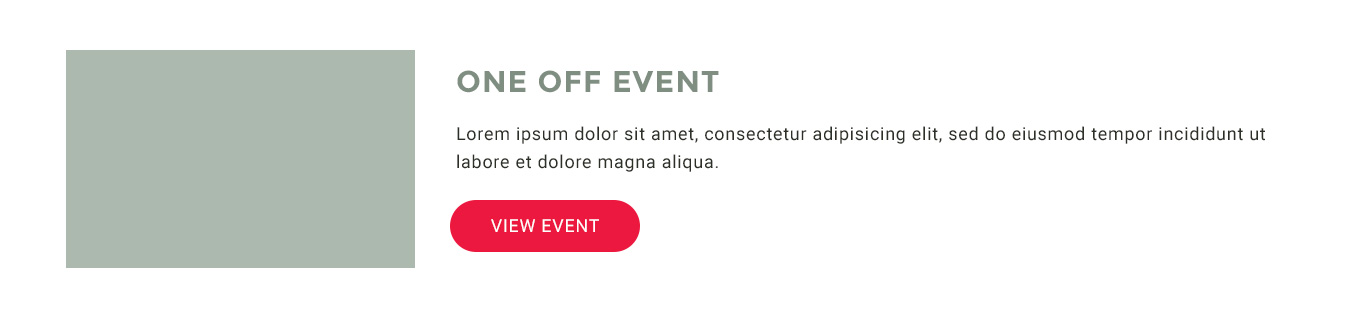 ONE OFF EVENT
Lorem ipsum dolor sit amet, consectetur adipisicing elit, sed do eiusmod tempor incididunt ut
labore et dolore magna aliqua.
VIEW EVENT